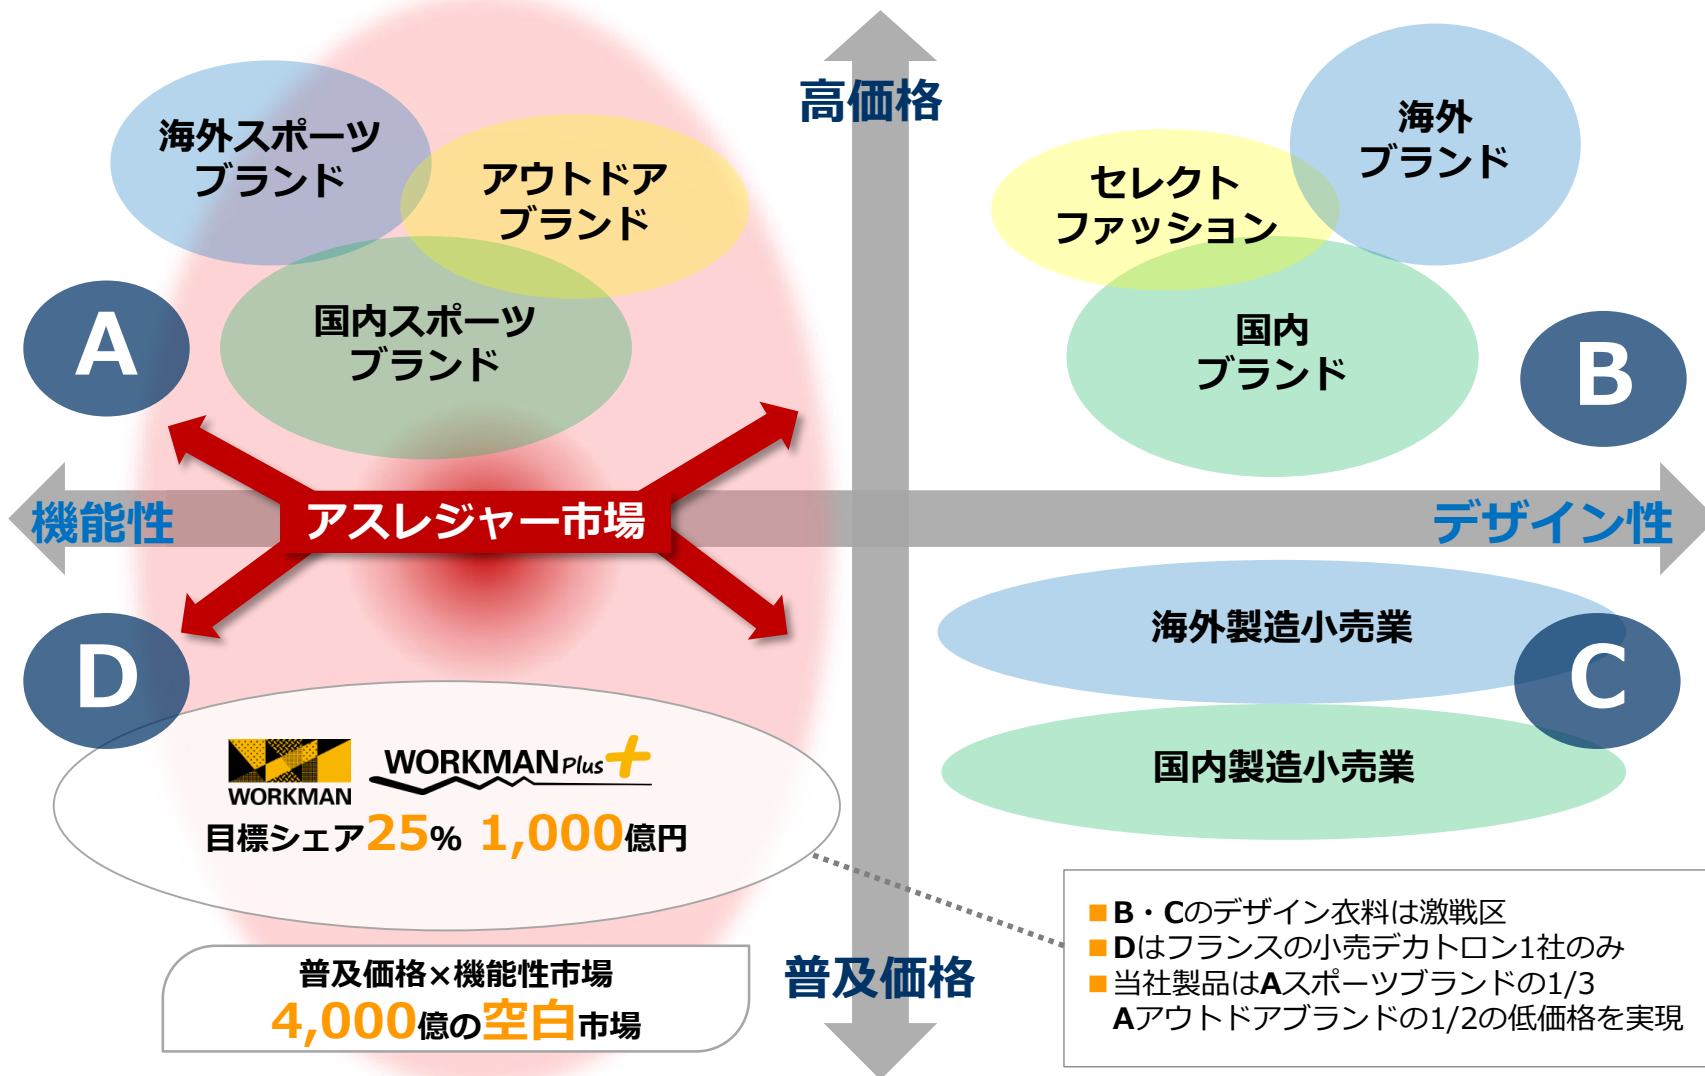 高価格
海外スポーツ
ブランド
アウトドア
ブランド
国内スポーツ
ブランド
A
海外
ブランド
セレクト
ファッション
国内
ブランド
B
機能性
アスレジャー市場
デザイン性
D
海外製造小売業
C
国内製造小売業
WORKMAN
WORKMAN Plus
目標シェア25% 1,000億円
普及価格×機能性市場
4,000億の空白市場
普及価格
■B・Cのデザイン衣料は激戦区
■Dはフランスの小売デカトロン1社のみ
■当社製品はAスポーツブランドの1/3
Aアウトドアブランドの1/2の低価格を実現